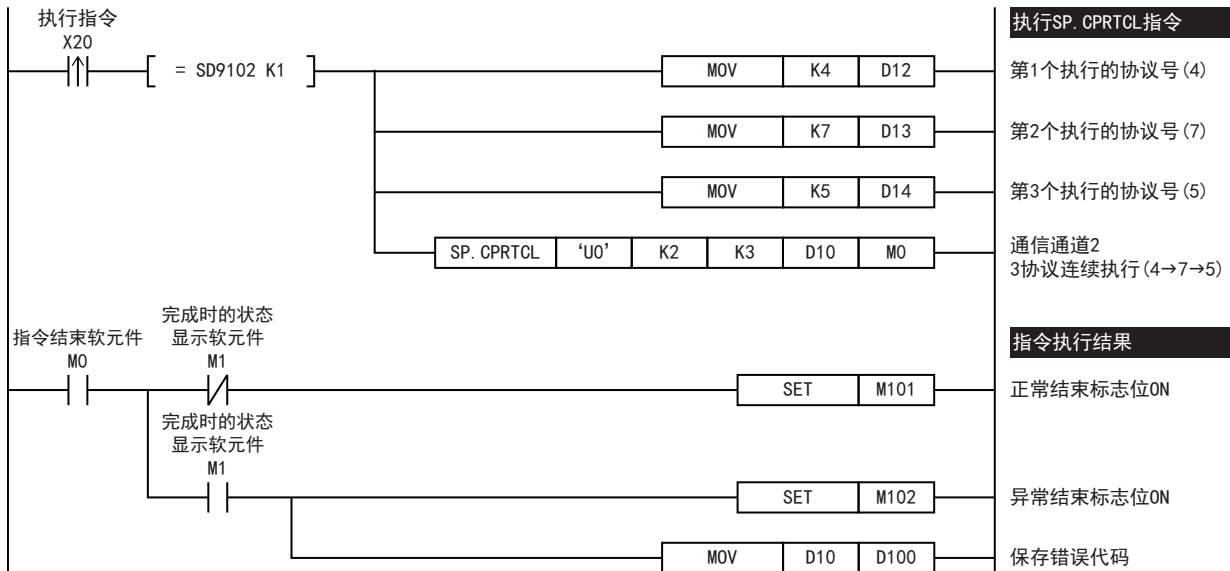 执行指令
X20
= SD9102 K1
MOV K4 D12
执行SP.CPRTCL指令
第1个执行的协议号(4)
MOV K7 D13
第2个执行的协议号(7)
MOV K5 D14
第3个执行的协议号(5)
SP.CPRTCL ‘U0’ K2 K3 D10 M0
通信通道2
3协议连续执行(4→7→5)
指令结束软元件
M0
完成时的状态
显示软元件
M1
SET M101
指令执行结果
正常结束标志位ON
完成时的状态
显示软元件
M1
SET M102
异常结束标志位ON
MOV D10 D100
保存错误代码